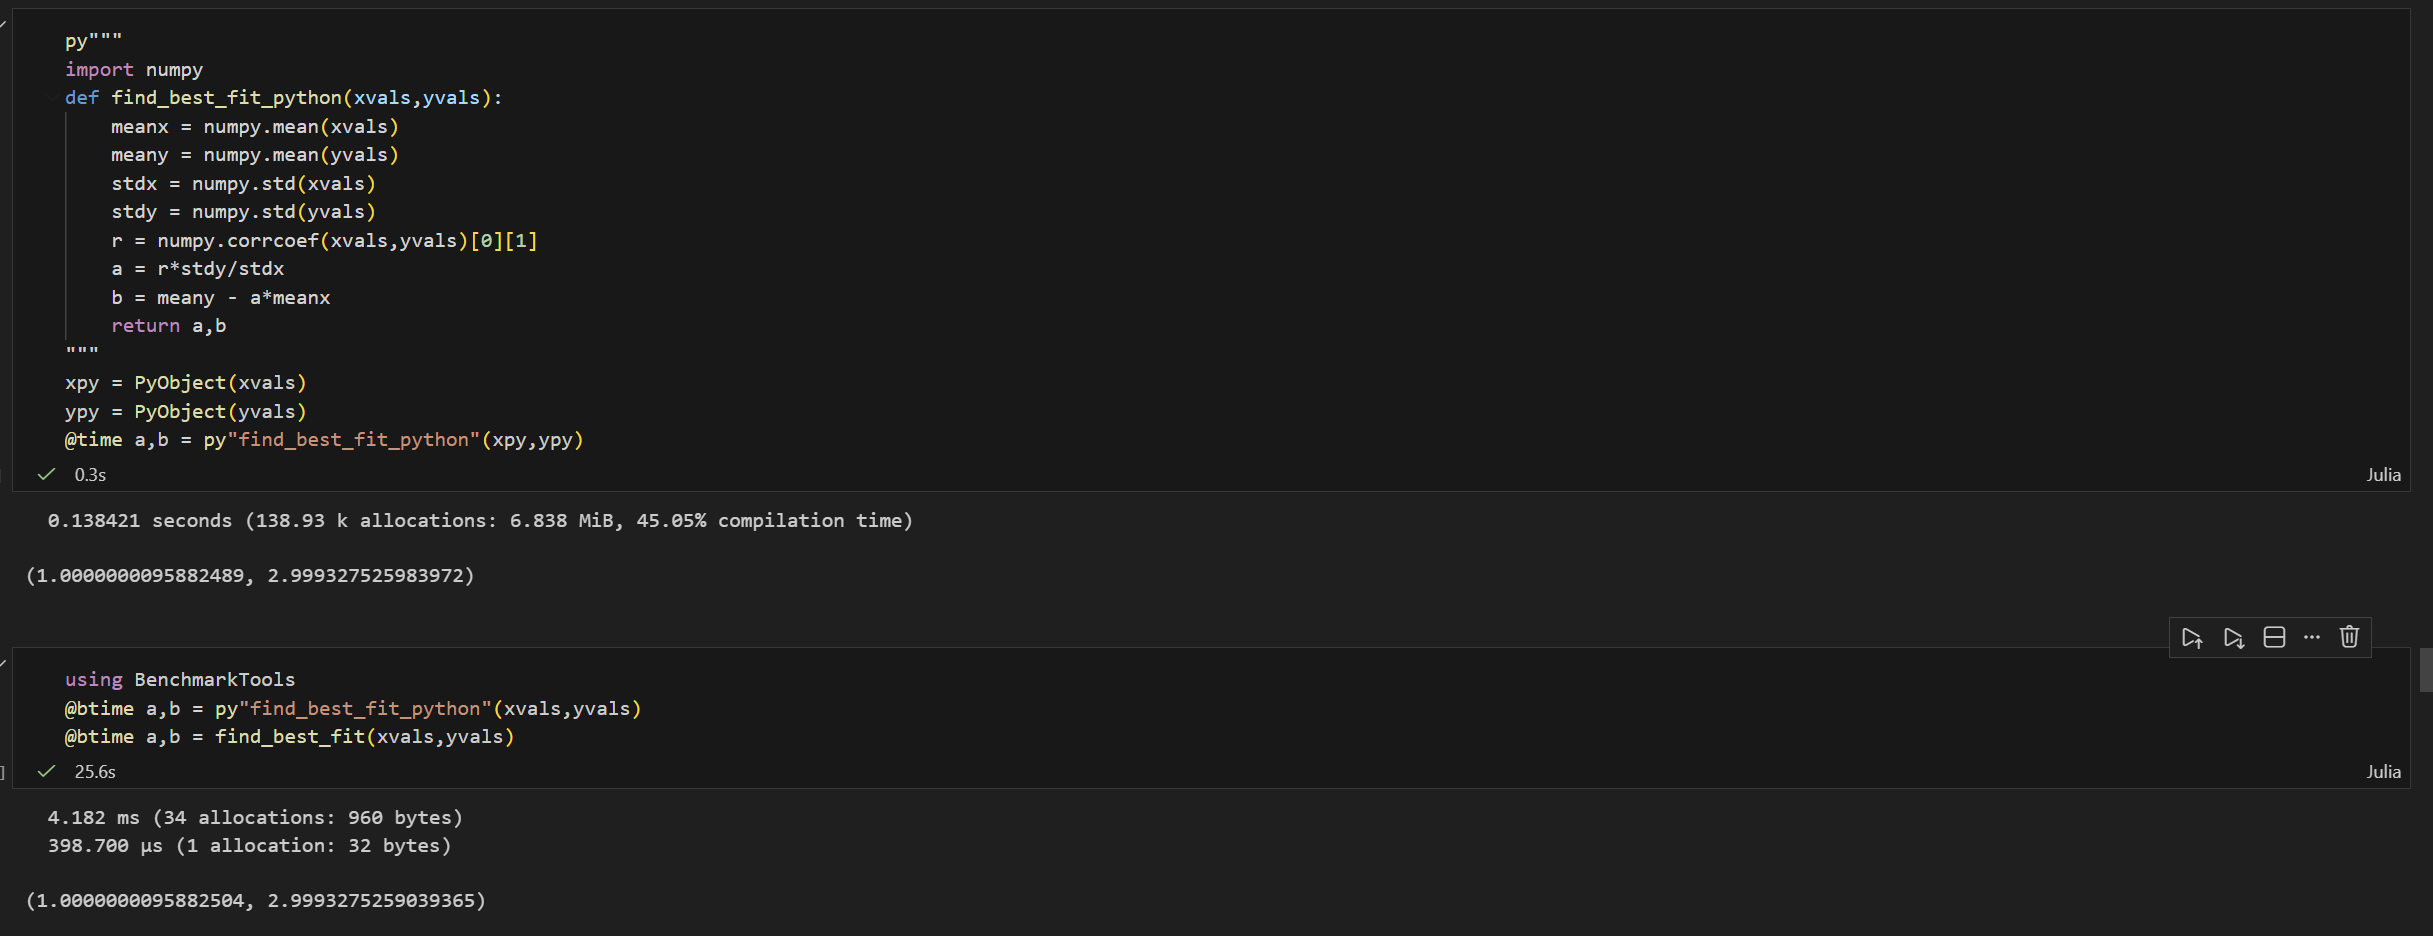 py"""
import numpy
def find_best_fit_python(xvals,yvals):
    meanx = numpy.mean(xvals)
    meany = numpy.mean(yvals)
    stdx = numpy.std(xvals)
    stdy = numpy.std(yvals)
    r = numpy.corrcoef(xvals,yvals)[0][1]
    a = r*stdy/stdx
    b = meany - a*meanx
    return a,b
"""
xpy = PyObject(xvals)
ypy = PyObject(yvals)
@time a,b = py"find_best_fit_python"(xpy,ypy)
0.3s
Julia
0.138421 seconds (138.93 k allocations: 6.838 MiB, 45.05% compilation time)
(1.0000000095882489, 2.999327525983972)
using BenchmarkTools
@btime a,b = py"find_best_fit_python"(xvals,yvals)
@btime a,b = find_best_fit(xvals,yvals)
]
25.6s
Julia
4.182 ms (34 allocations: 960 bytes)
398.700 μs (1 allocation: 32 bytes)
(1.0000000095882504, 2.9993275259039365)